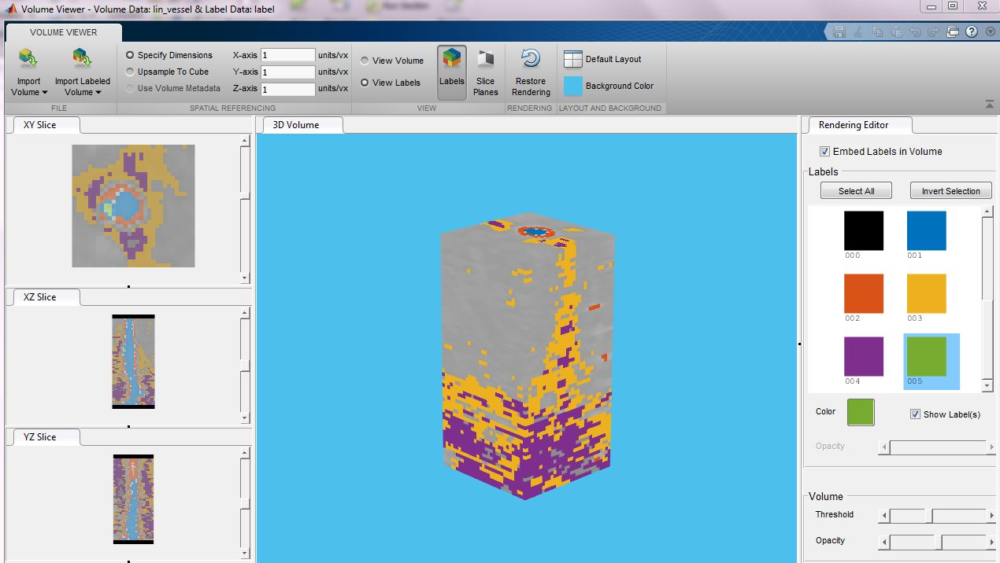 Volume Viewer - Volume Data: lin_vessel & Label Data: label
VOLUME VIEWER
Import Volume
Import Labeled Volume
FILE
Specify Dimensions
Upsample To Cube
Use Volume Metadata
X-axis 1 units/vx
Y-axis 1 units/vx
Z-axis 1 units/vx
SPATIAL REFERENCING
View Volume
View Labels
Labels
Slice Planes
VIEW
Restore Rendering
RENDERING
Default Layout
Background Color
LAYOUT AND BACKGROUND
XY Slice
XZ Slice
YZ Slice
3D Volume
Rendering Editor
Embed Labels in Volume
Labels
Select All
Invert Selection
000
001
002
003
004
005
Color
Show Label(s)
Opacity
Volume
Threshold
Opacity